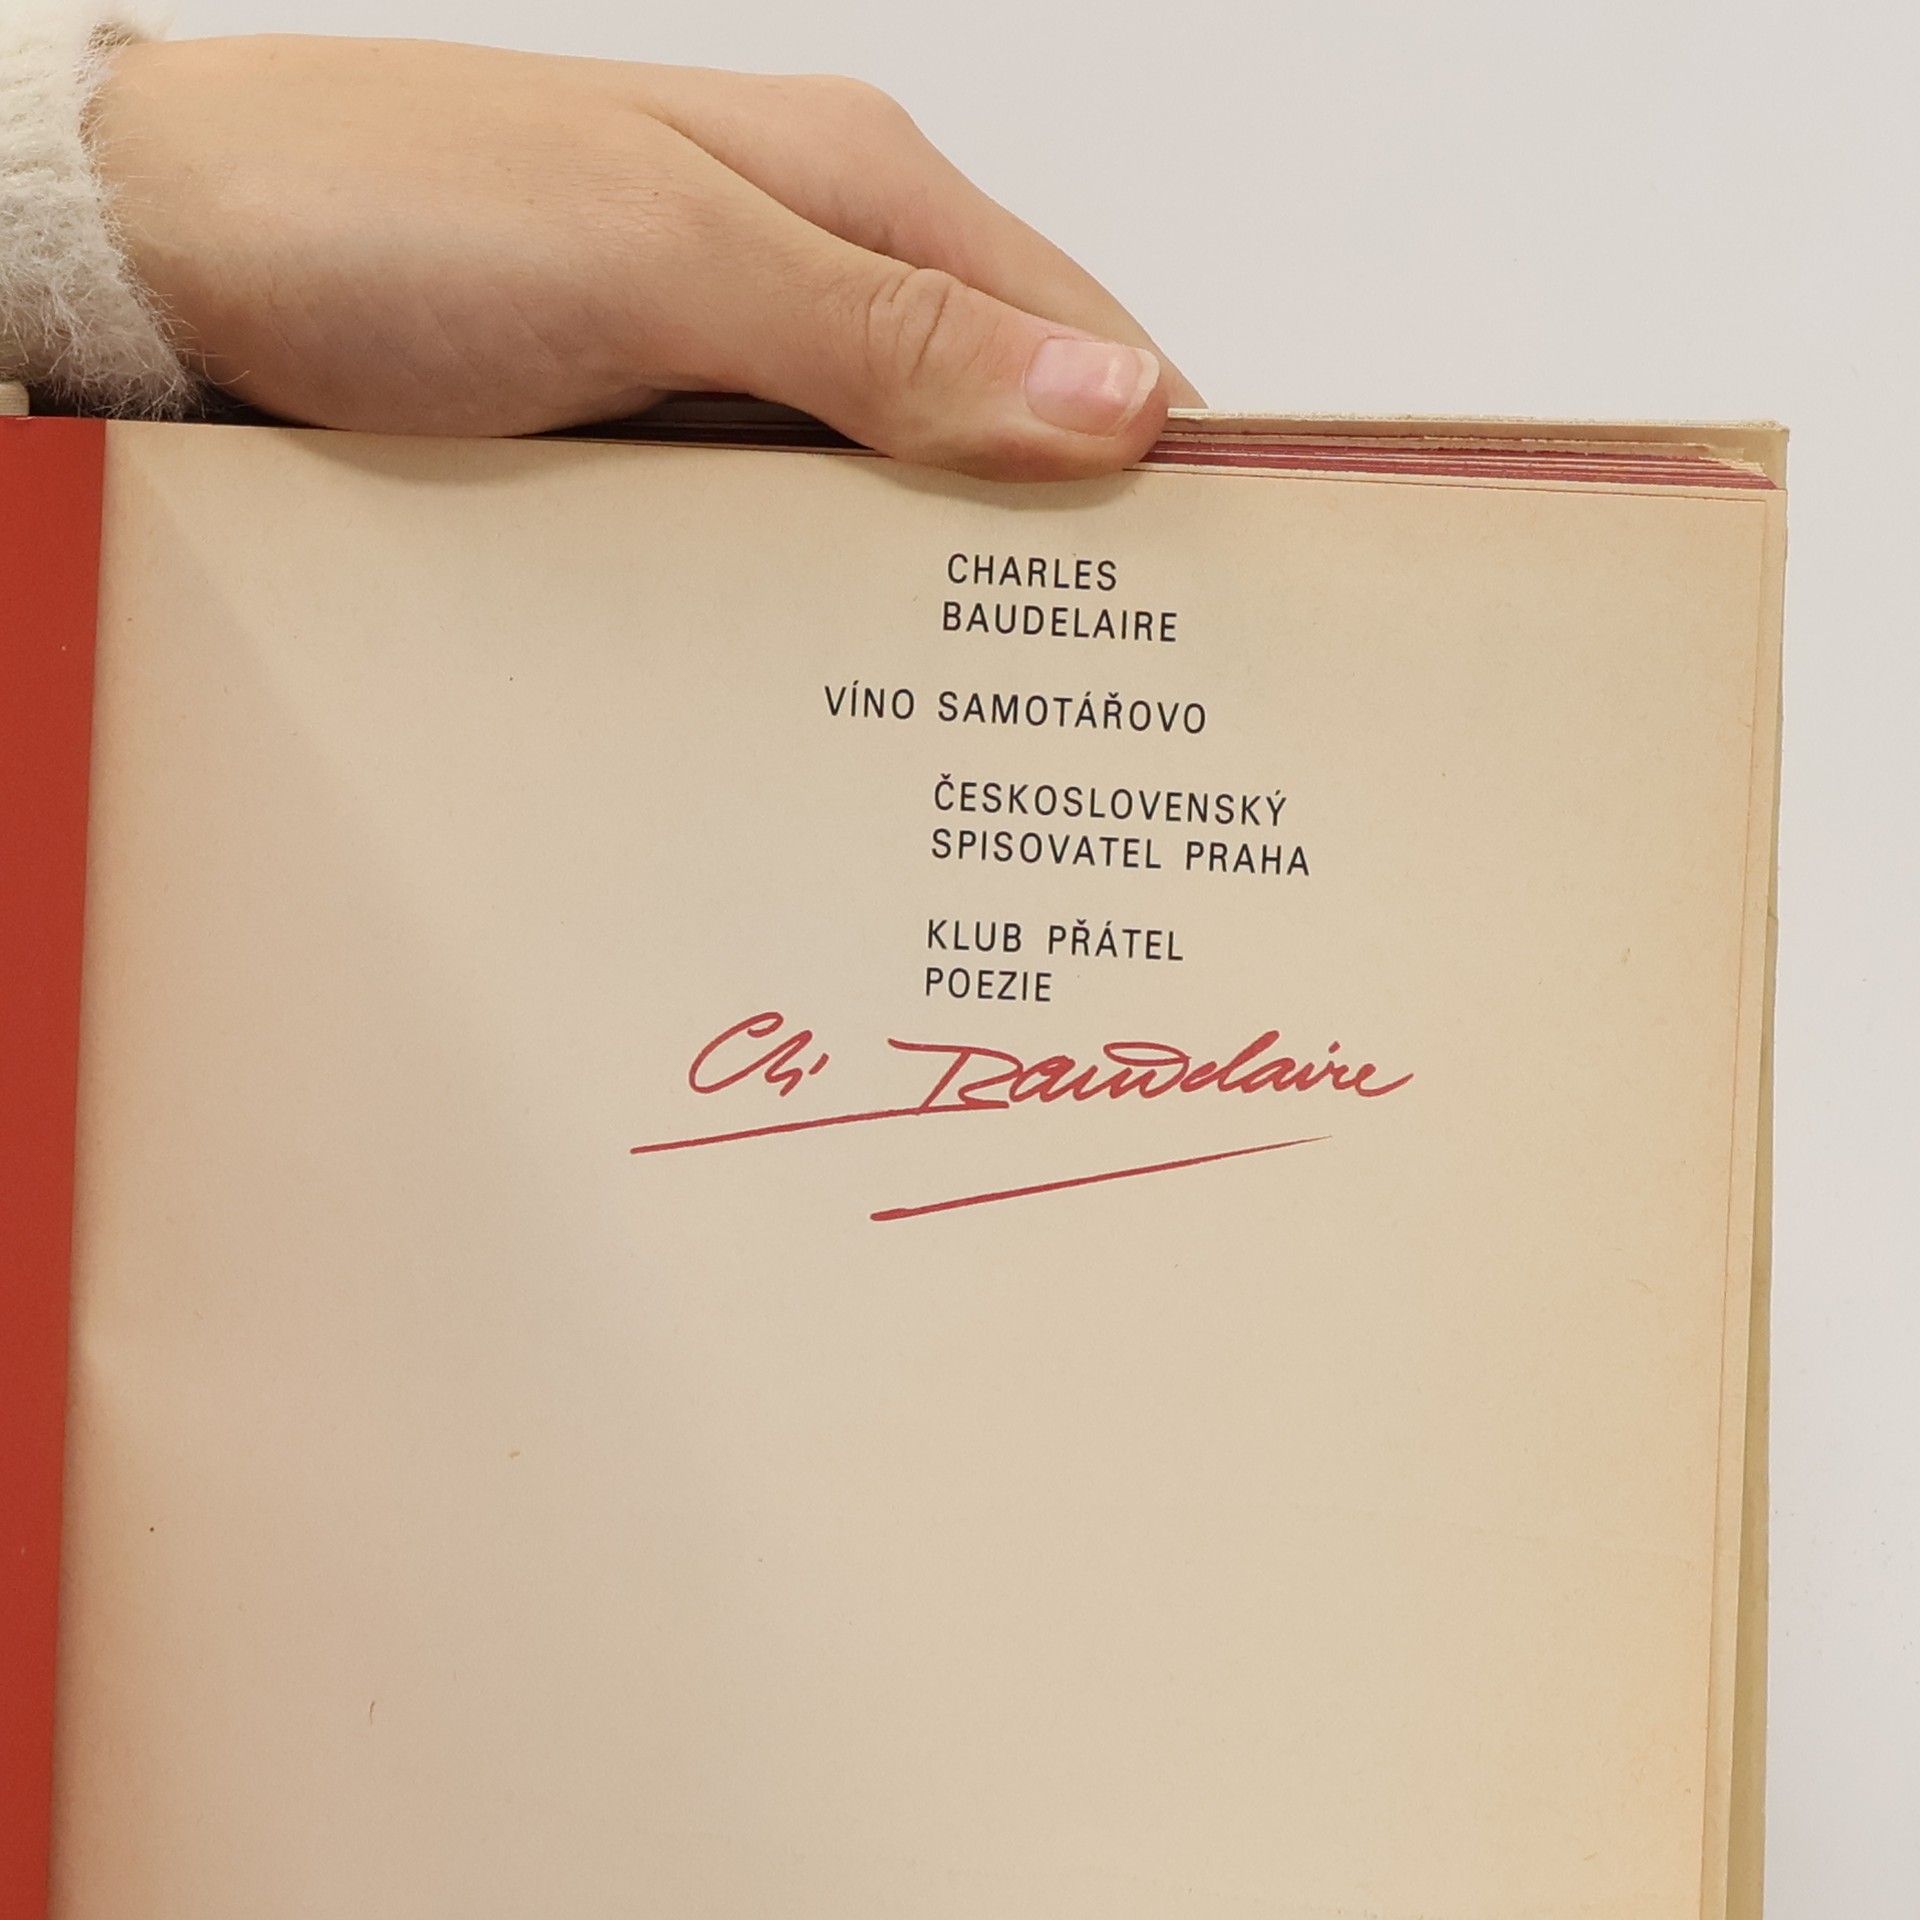 CHARLES
BAUDELAIRE
VÍNO SAMOTÁŘOVO
ČESKOSLOVENSKÝ
SPISOVATEL PRAHA
KLUB PŘÁTEL
POEZIE
Ch. Baudelaire